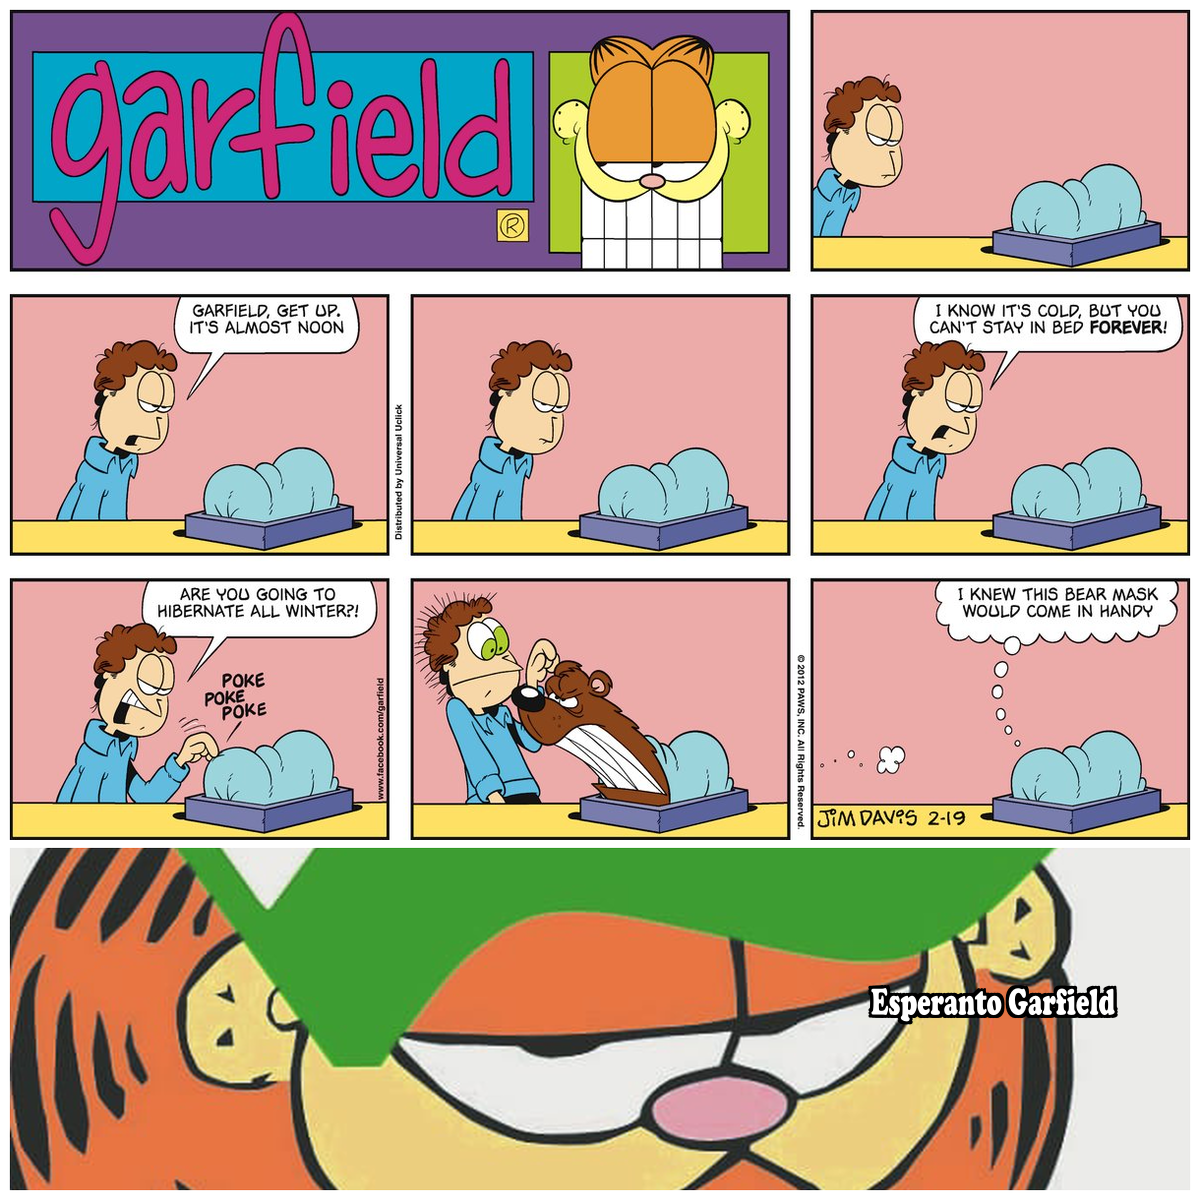 garfield
®
GARFIELD, GET UP.
IT'S ALMOST NOON
Distributed by Universal Uclick
I KNOW IT'S COLD, BUT YOU
CAN'T STAY IN BED FOREVER!
ARE YOU GOING TO
HIBERNATE ALL WINTER?!
POKE
POKE
POKE
www.facebook.com/garfield
© 2012 PAWS, INC. All Rights Reserved.
I KNEW THIS BEAR MASK
WOULD COME IN HANDY
JIM DAVIS 2-19
Esperanto Garfield